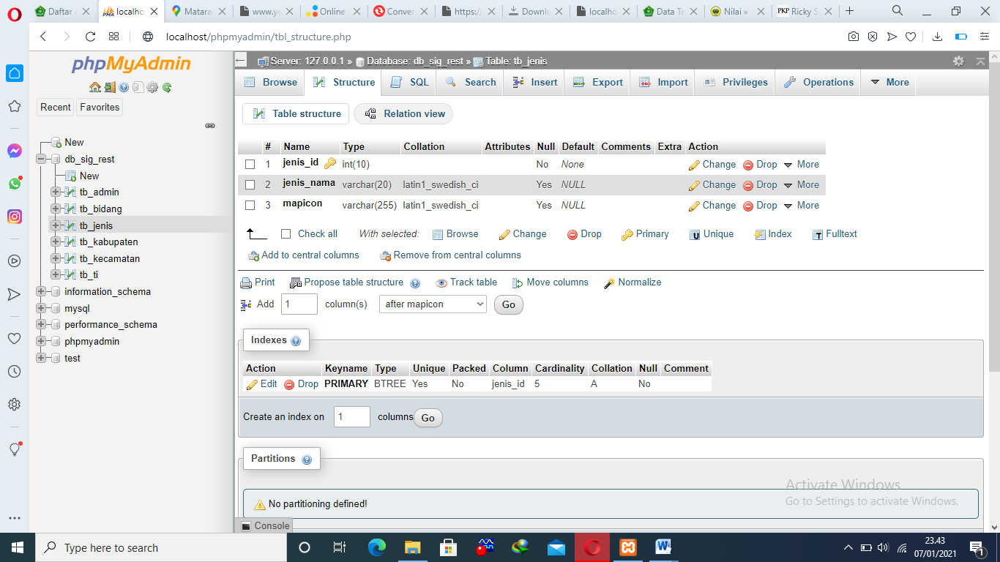 Daftar
localho
Matara
www.yo
Online
Conver
https:/
Downl
localho
Data Te
Nilai »
PKP Ricky S
localhost/phpmyadmin/tbl_structure.php
phpMyAdmin
Recent
Favorites
New
db_sig_rest
New
tb_admin
tb_bidang
tb_jenis
tb_kabupaten
tb_kecamatan
tb_ti
information_schema
mysql
performance_schema
phpmyadmin
test
Server: 127.0.0.1 » Database: db_sig_rest » Table: tb_jenis
Browse Structure SQL Search Insert Export Import Privileges Operations More
Table structure Relation view
# Name Type Collation Attributes Null Default Comments Extra Action
1 jenis_id int(10) No None Change Drop More
2 jenis_nama varchar(20) latin1_swedish_ci Yes NULL Change Drop More
3 mapicon varchar(255) latin1_swedish_ci Yes NULL Change Drop More
Check all With selected: Browse Change Drop Primary Unique Index Fulltext
Add to central columns Remove from central columns
Print Propose table structure Track table Move columns Normalize
Add 1 column(s) after mapicon Go
Indexes
Action Keyname Type Unique Packed Column Cardinality Collation Null Comment
Edit Drop PRIMARY BTREE Yes No jenis_id 5 A No
Create an index on 1 columns Go
Partitions
No partitioning defined!
Activate Windows
Go to Settings to activate Windows.
Console
Type here to search
23.43
07/01/2021
1